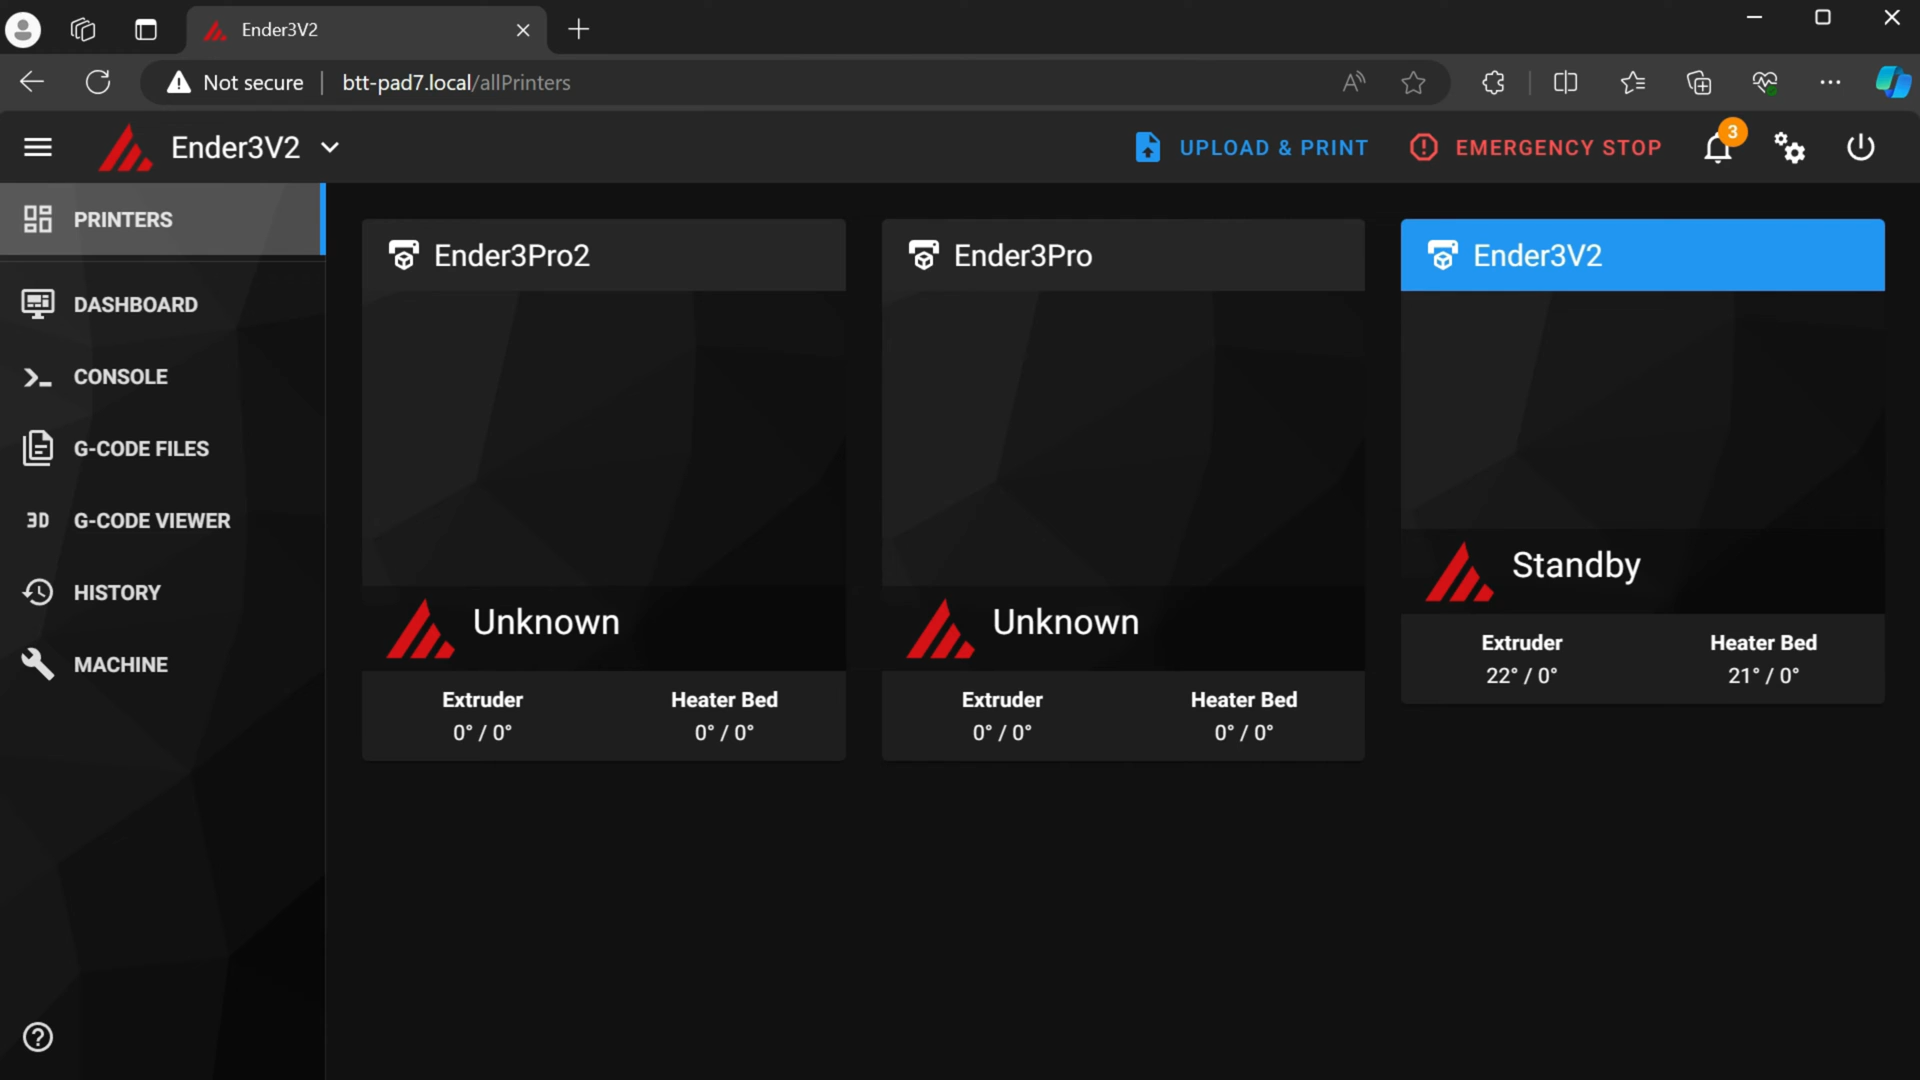 Ender3V2
Not secure
btt-pad7.local/allPrinters
Ender3V2
UPLOAD & PRINT
EMERGENCY STOP
3
PRINTERS
DASHBOARD
CONSOLE
G-CODE FILES
3D G-CODE VIEWER
HISTORY
MACHINE
Ender3Pro2
Unknown
Extruder Heater Bed
0° / 0° 0° / 0°
Ender3Pro
Unknown
Extruder Heater Bed
0° / 0° 0° / 0°
Ender3V2
Standby
Extruder Heater Bed
22° / 0° 21° / 0°